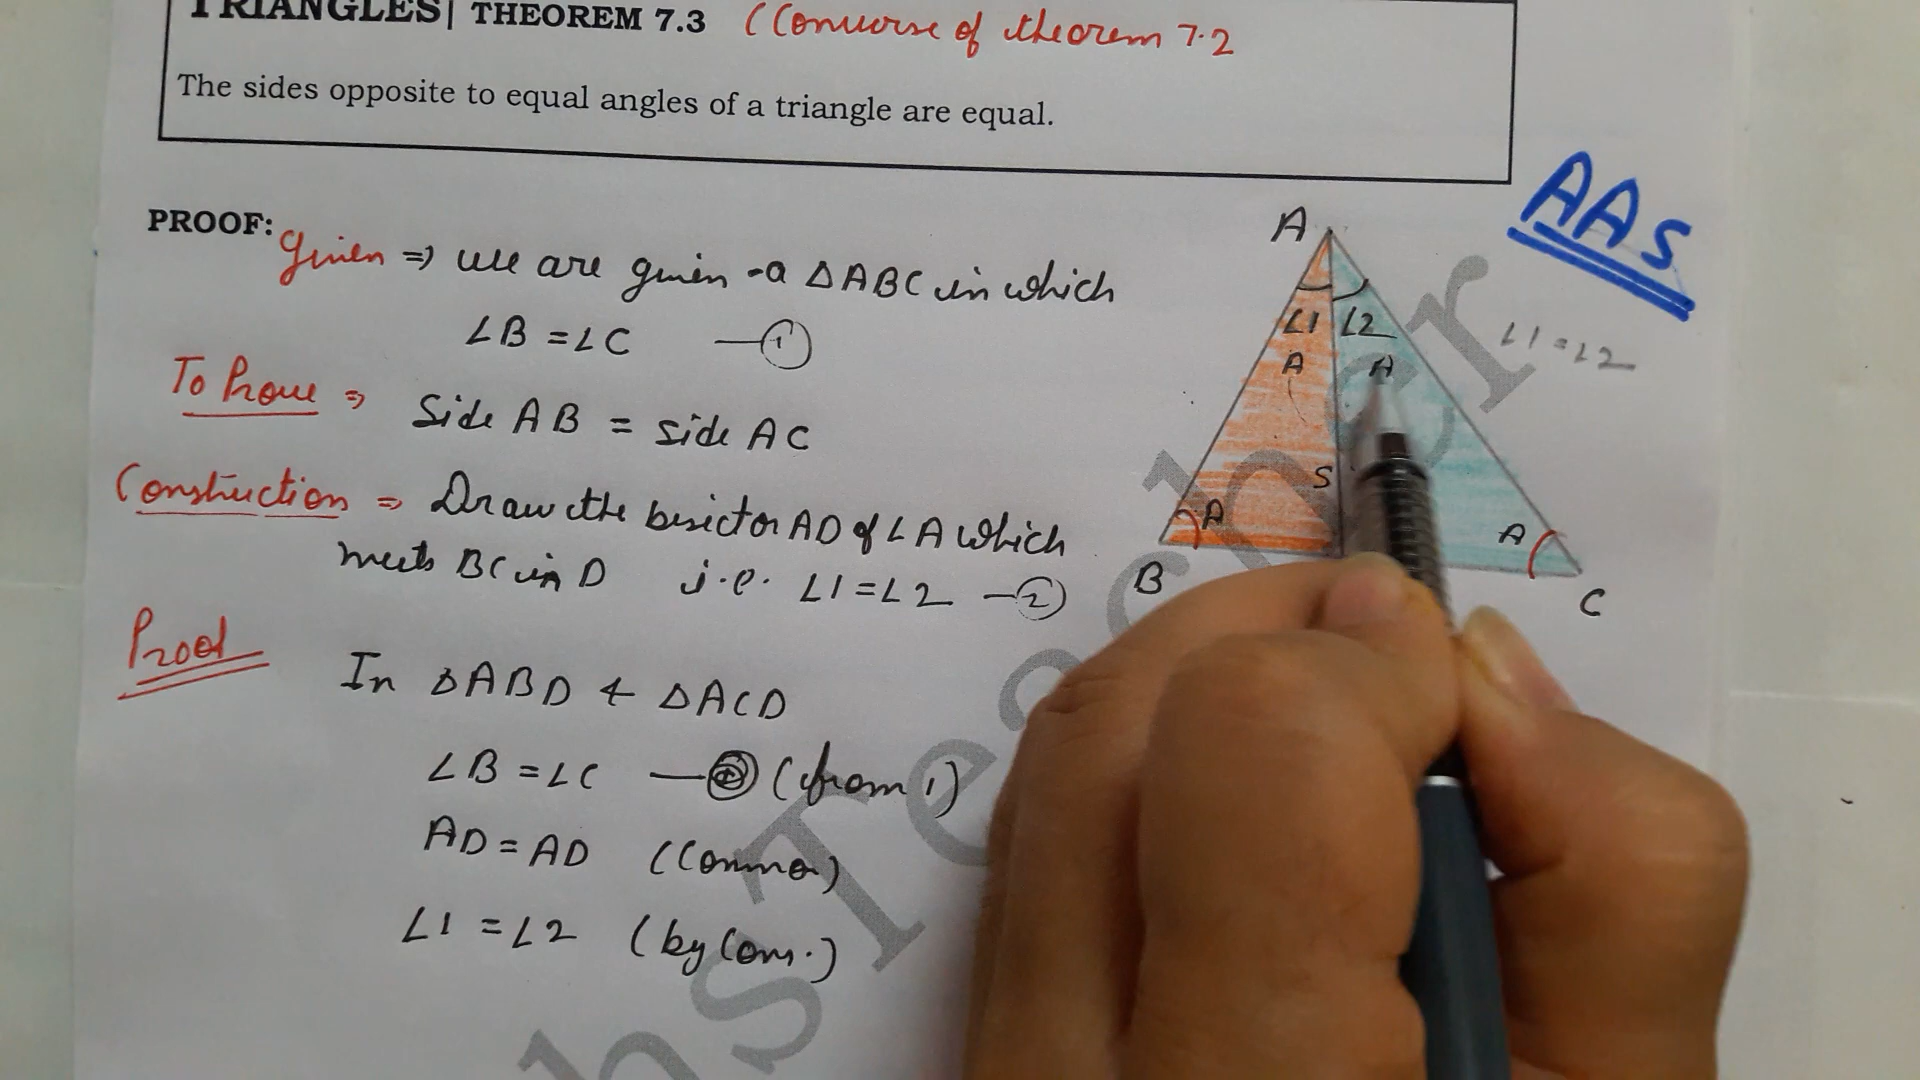 TRIANGLES| THEOREM 7.3 (Converse of theorem 7.2
The sides opposite to equal angles of a triangle are equal.
AAS
PROOF:
Given ⇒ we are given a ΔABC in which
∠B = ∠C —①
To Prove ⇒ Side AB = side AC
Construction ⇒ Draw the bisector AD of ∠A which
meets BC in D i.e. ∠1 = ∠2 —②
Proof
In ΔABD & ΔACD
∠B = ∠C — (from 1)
AD = AD (Common)
∠1 = ∠2 (by Cons.)
A
∠1 ∠2
∠1 = ∠2
A A
S
A A
B C
hsTeacher